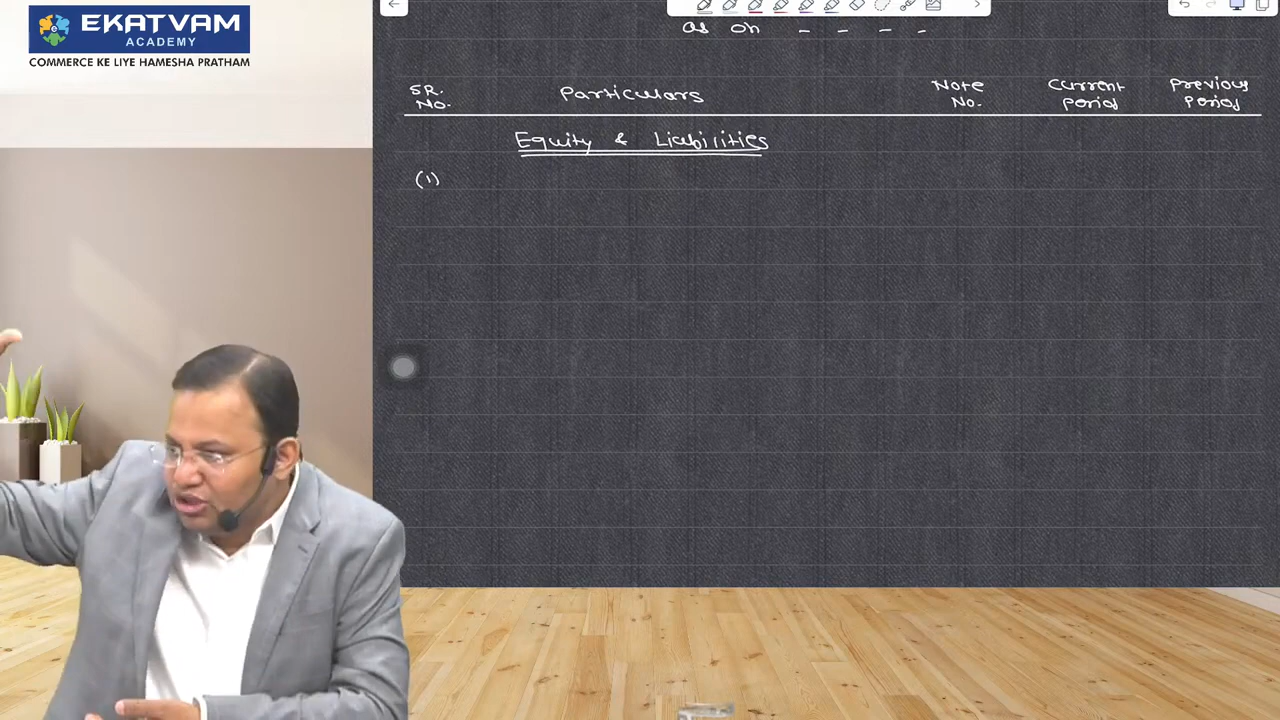 EKATVAM
ACADEMY
COMMERCE KE LIYE HAMESHA PRATHAM
as on - - - -
SR. No. Particulars Note No. Current Period Previous Period
Equity & Liabilities
(1)